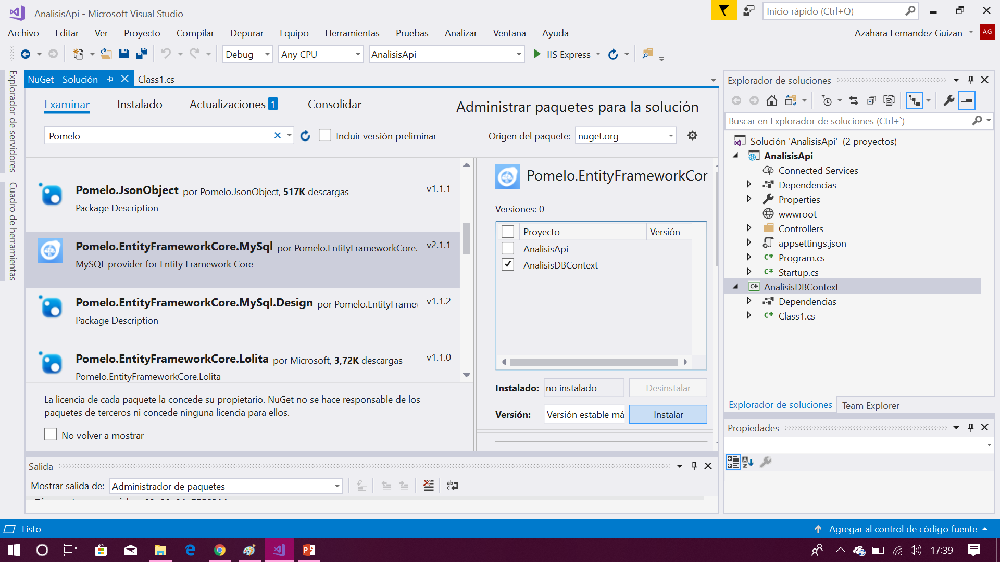 AnalisisApi - Microsoft Visual Studio
Inicio rápido (Ctrl+Q)
Archivo Editar Ver Proyecto Compilar Depurar Equipo Herramientas Pruebas Analizar Ventana Ayuda
Azahara Fernandez Guizan AG
Debug Any CPU AnalisisApi IIS Express
Explorador de servidores
Cuadro de herramientas
NuGet - Solución Class1.cs
Examinar Instalado Actualizaciones 1 Consolidar
Administrar paquetes para la solución
Pomelo
Incluir versión preliminar
Origen del paquete: nuget.org
Pomelo.JsonObject por Pomelo.JsonObject, 517K descargas v1.1.1
Package Description
Pomelo.EntityFrameworkCore.MySql por Pomelo.EntityFrameworkCore. v2.1.1
MySQL provider for Entity Framework Core
Pomelo.EntityFrameworkCore.MySql.Design por Pomelo.EntityFramew v1.1.2
Package Description
Pomelo.EntityFrameworkCore.Lolita por Microsoft, 3,72K descargas v1.1.0
Pomelo.EntityFrameworkCore.Lolita
La licencia de cada paquete la concede su propietario. NuGet no se hace responsable de los
paquetes de terceros ni concede ninguna licencia para ellos.
No volver a mostrar
Pomelo.EntityFrameworkCor
Versiones: 0
Proyecto Versión
AnalisisApi
AnalisisDBContext
Instalado: no instalado Desinstalar
Versión: Versión estable má Instalar
Salida
Mostrar salida de: Administrador de paquetes
Explorador de soluciones
Buscar en Explorador de soluciones (Ctrl+`)
Solución 'AnalisisApi' (2 proyectos)
AnalisisApi
Connected Services
Dependencias
Properties
wwwroot
Controllers
appsettings.json
C# Program.cs
C# Startup.cs
C# AnalisisDBContext
Dependencias
C# Class1.cs
Explorador de soluciones Team Explorer
Propiedades
Listo
Agregar al control de código fuente
17:39